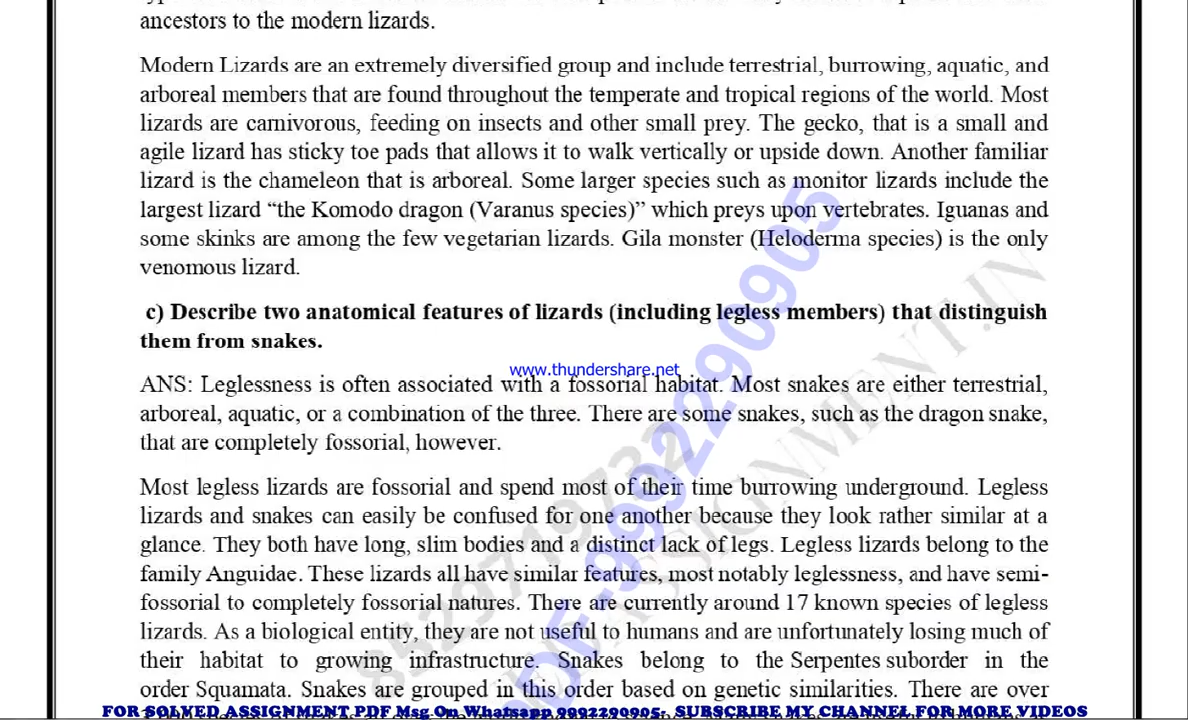 ancestors to the modern lizards.
Modern Lizards are an extremely diversified group and include terrestrial, burrowing, aquatic, and
arboreal members that are found throughout the temperate and tropical regions of the world. Most
lizards are carnivorous, feeding on insects and other small prey. The gecko, that is a small and
agile lizard has sticky toe pads that allows it to walk vertically or upside down. Another familiar
lizard is the chameleon that is arboreal. Some larger species such as monitor lizards include the
largest lizard “the Komodo dragon (Varanus species)” which preys upon vertebrates. Iguanas and
some skinks are among the few vegetarian lizards. Gila monster (Heloderma species) is the only
venomous lizard.
c) Describe two anatomical features of lizards (including legless members) that distinguish
them from snakes.
www.thundershare.net
ANS: Leglessness is often associated with a fossorial habitat. Most snakes are either terrestrial,
arboreal, aquatic, or a combination of the three. There are some snakes, such as the dragon snake,
that are completely fossorial, however.
Most legless lizards are fossorial and spend most of their time burrowing underground. Legless
lizards and snakes can easily be confused for one another because they look rather similar at a
glance. They both have long, slim bodies and a distinct lack of legs. Legless lizards belong to the
family Anguidae. These lizards all have similar features, most notably leglessness, and have semi-
fossorial to completely fossorial natures. There are currently around 17 known species of legless
lizards. As a biological entity, they are not useful to humans and are unfortunately losing much of
their habitat to growing infrastructure. Snakes belong to the Serpentes suborder in the
order Squamata. Snakes are grouped in this order based on genetic similarities. There are over
FOR SOLVED ASSIGNMENT PDF Msg On Whatsapp 9992290905, SUBSCRIBE MY CHANNEL FOR MORE VIDEOS